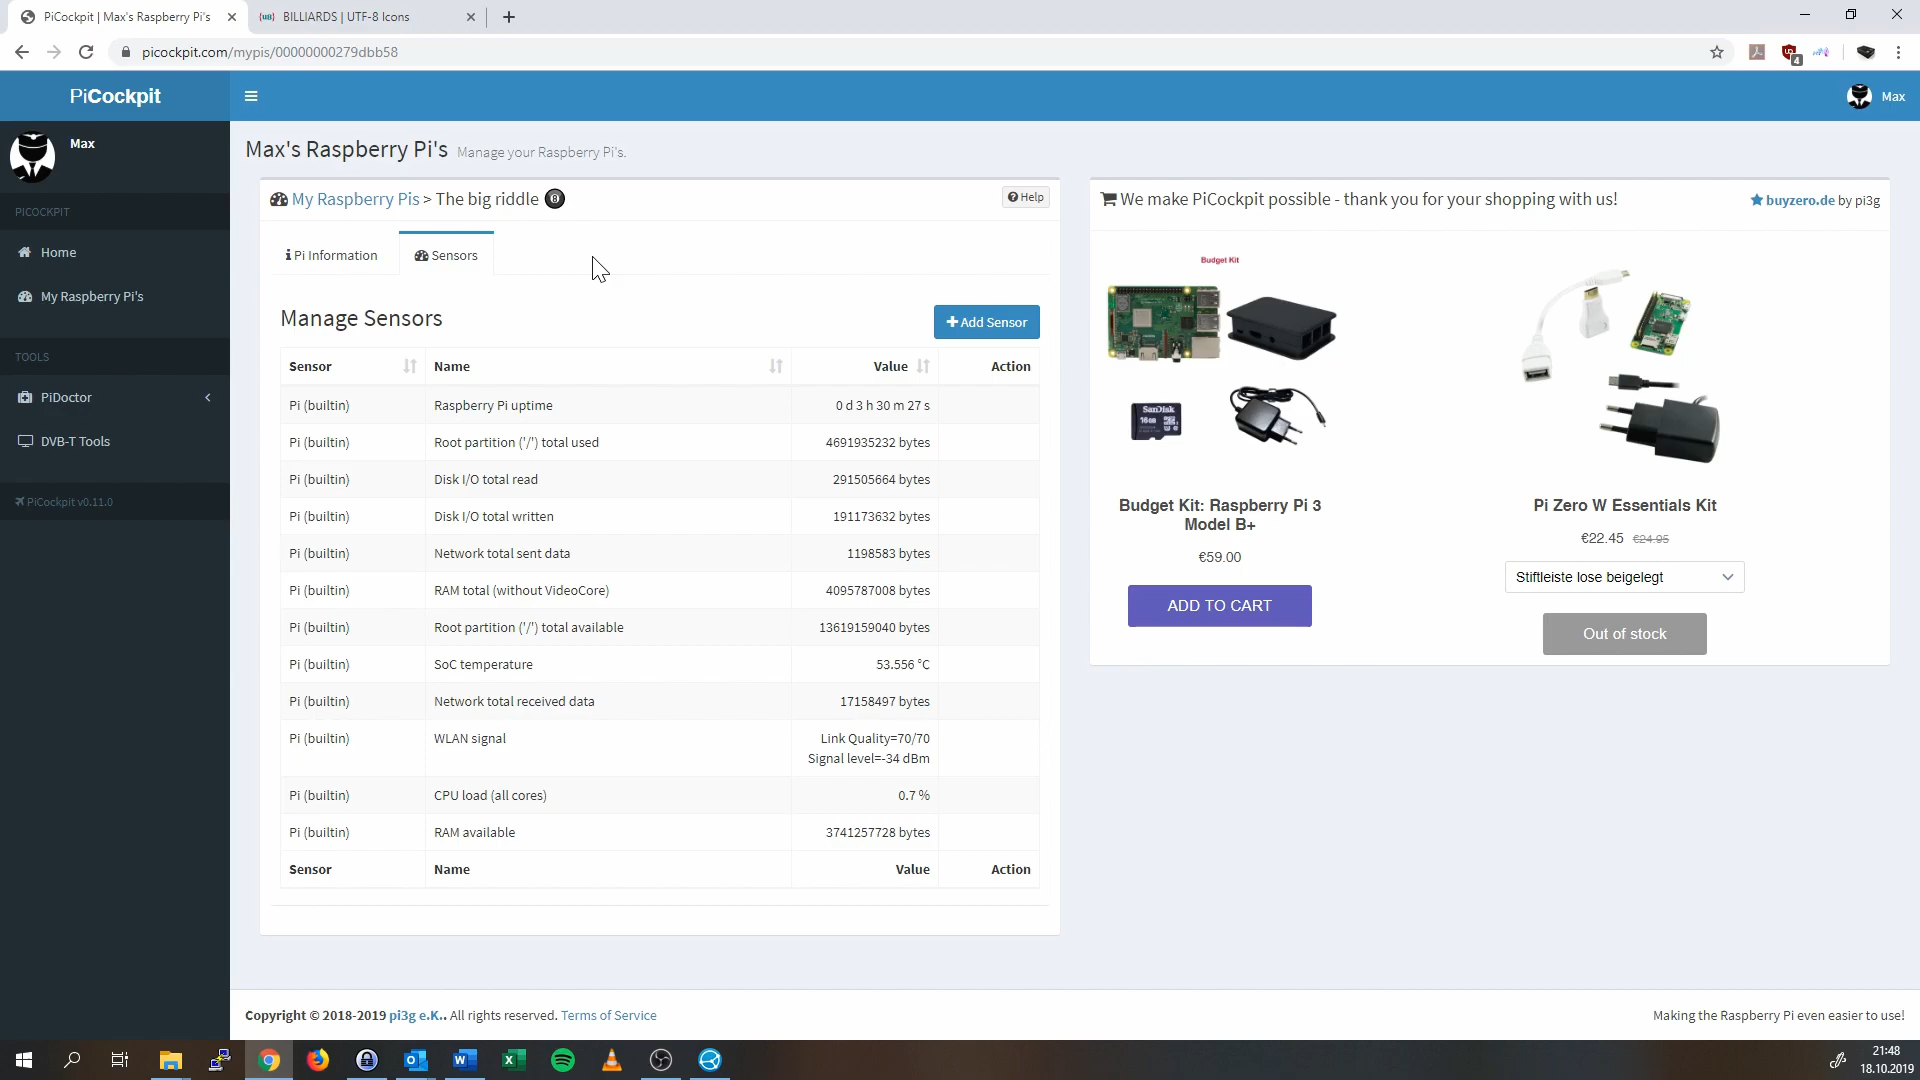 PiCockpit | Max's Raspberry Pi's
BILLIARDS | UTF-8 Icons
picockpit.com/mypis/00000000279dbb58
4
PiCockpit
Max
Max
PICOCKPIT
Home
My Raspberry Pi's
TOOLS
PiDoctor
DVB-T Tools
PiCockpit v0.11.0
Max's Raspberry Pi's Manage your Raspberry Pi's.
My Raspberry Pis > The big riddle 8
Help
Pi Information
Sensors
Manage Sensors
Add Sensor
Sensor Name Value Action
Pi (builtin) Raspberry Pi uptime 0 d 3 h 30 m 27 s
Pi (builtin) Root partition ('/') total used 4691935232 bytes
Pi (builtin) Disk I/O total read 291505664 bytes
Pi (builtin) Disk I/O total written 191173632 bytes
Pi (builtin) Network total sent data 1198583 bytes
Pi (builtin) RAM total (without VideoCore) 4095787008 bytes
Pi (builtin) Root partition ('/') total available 13619159040 bytes
Pi (builtin) SoC temperature 53.556 °C
Pi (builtin) Network total received data 17158497 bytes
Pi (builtin) WLAN signal Link Quality=70/70
Signal level=-34 dBm
Pi (builtin) CPU load (all cores) 0.7 %
Pi (builtin) RAM available 3741257728 bytes
Sensor Name Value Action
We make PiCockpit possible - thank you for your shopping with us!
buyzero.de by pi3g
Budget Kit
SanDisk
16GB
Budget Kit: Raspberry Pi 3
Model B+
€59.00
ADD TO CART
Pi Zero W Essentials Kit
€22.45 €24.95
Stiftleiste lose beigelegt
Out of stock
Copyright © 2018-2019 pi3g e.K.. All rights reserved. Terms of Service
Making the Raspberry Pi even easier to use!
21:48
18.10.2019